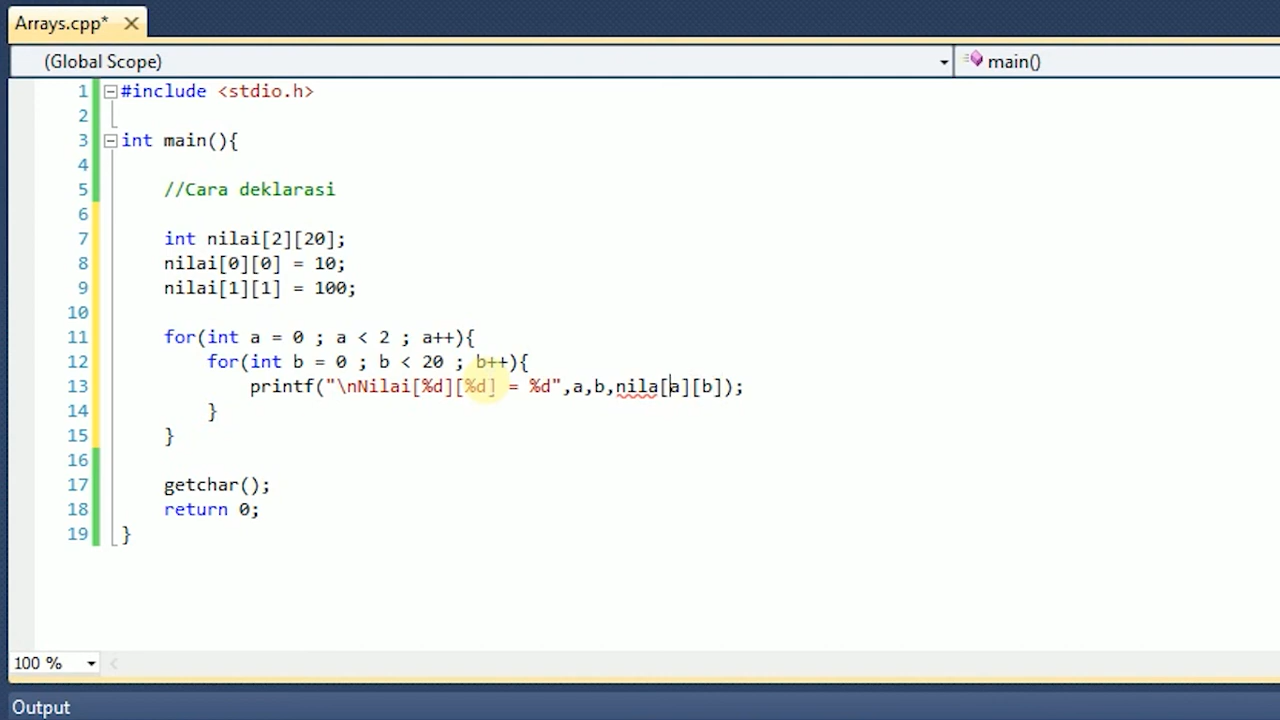 Arrays.cpp*
(Global Scope) main()
1 #include <stdio.h>
2
3 int main(){
4
5 //Cara deklarasi
6
7 int nilai[2][20];
8 nilai[0][0] = 10;
9 nilai[1][1] = 100;
10
11 for(int a = 0 ; a < 2 ; a++){
12 for(int b = 0 ; b < 20 ; b++){
13 printf("\nNilai[%d][%d] = %d",a,b,nila[a][b]);
14 }
15 }
16
17 getchar();
18 return 0;
19 }
100 %
Output